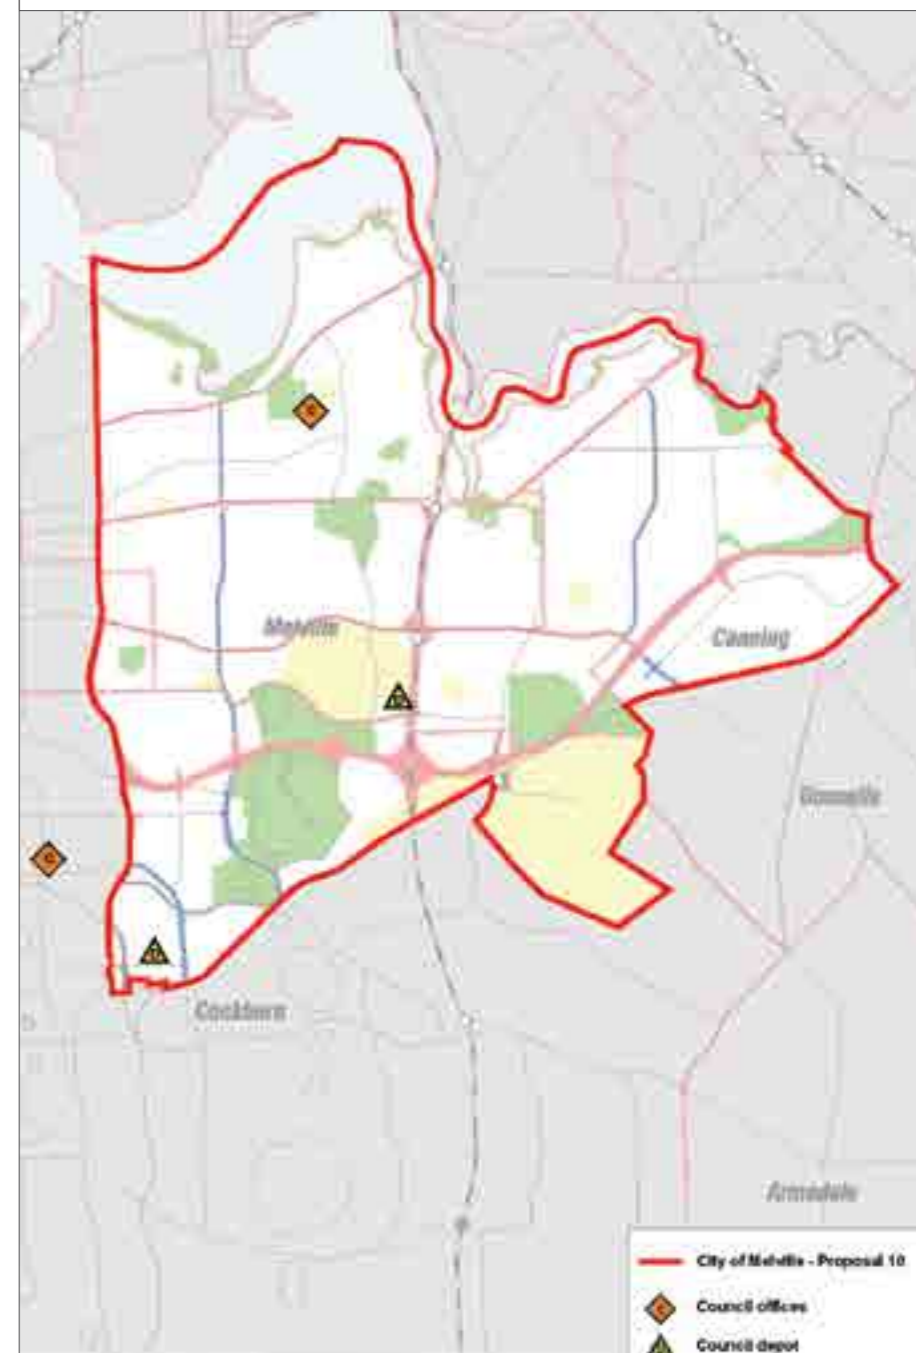 C
Melville
Canning
Gosnells
C
Cockburn
Armadale
City of Melville - Proposal 10
C
Council offices
Council depot